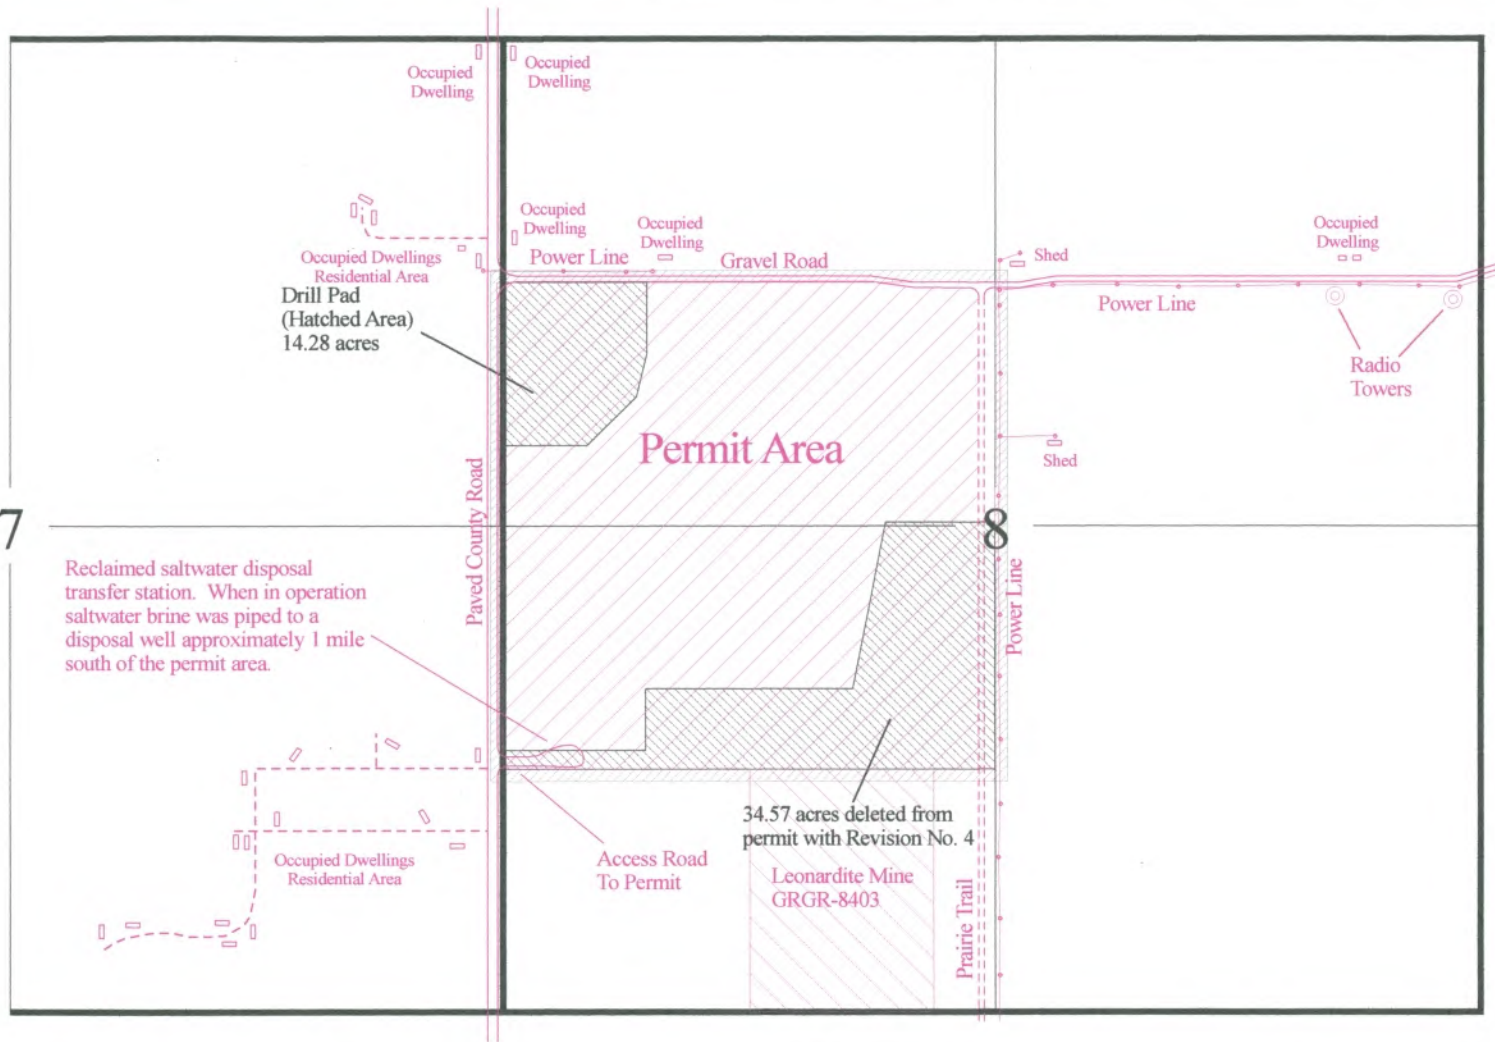 Occupied
Dwelling
Occupied
Dwelling
Occupied
Dwelling
Occupied
Dwelling
Occupied
Dwelling
Power Line
Gravel Road
Shed
Occupied Dwellings
Residential Area
Drill Pad
(Hatched Area)
14.28 acres
Power Line
Radio
Towers
Permit Area
Shed
Paved County Road
7
8
Reclaimed saltwater disposal
transfer station. When in operation
saltwater brine was piped to a
disposal well approximately 1 mile
south of the permit area.
Power Line
34.57 acres deleted from
permit with Revision No. 4
Occupied Dwellings
Residential Area
Access Road
To Permit
Leonardite Mine
GRGR-8403
Prairie Trail